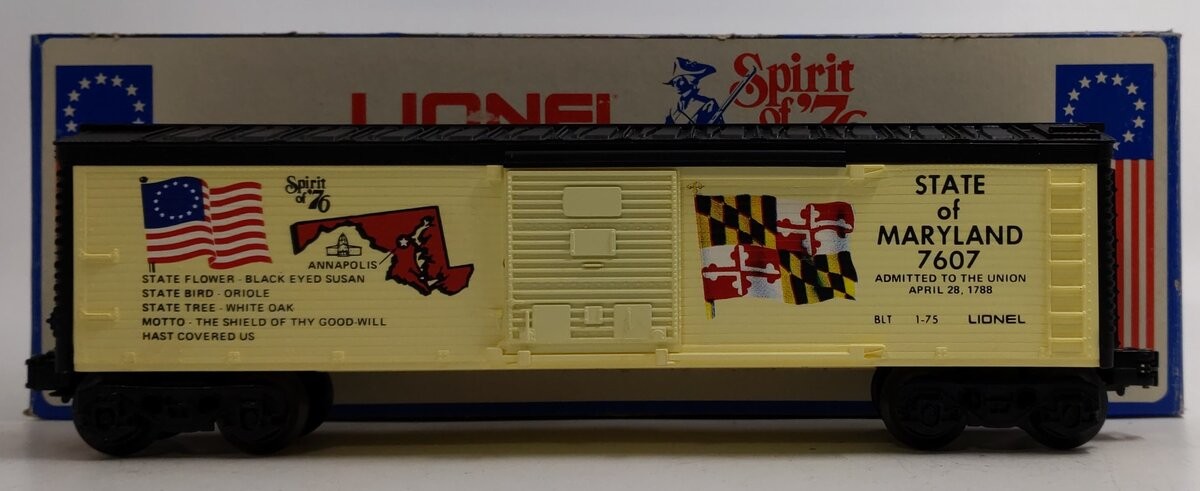 LIONEL
Spirit
of '76
Spirit
of '76
ANNAPOLIS
STATE FLOWER - BLACK EYED SUSAN
STATE BIRD - ORIOLE
STATE TREE - WHITE OAK
MOTTO - THE SHIELD OF THY GOOD-WILL
HAST COVERED US
STATE
of
MARYLAND
7607
ADMITTED TO THE UNION
APRIL 28, 1788
BLT 1-75 LIONEL